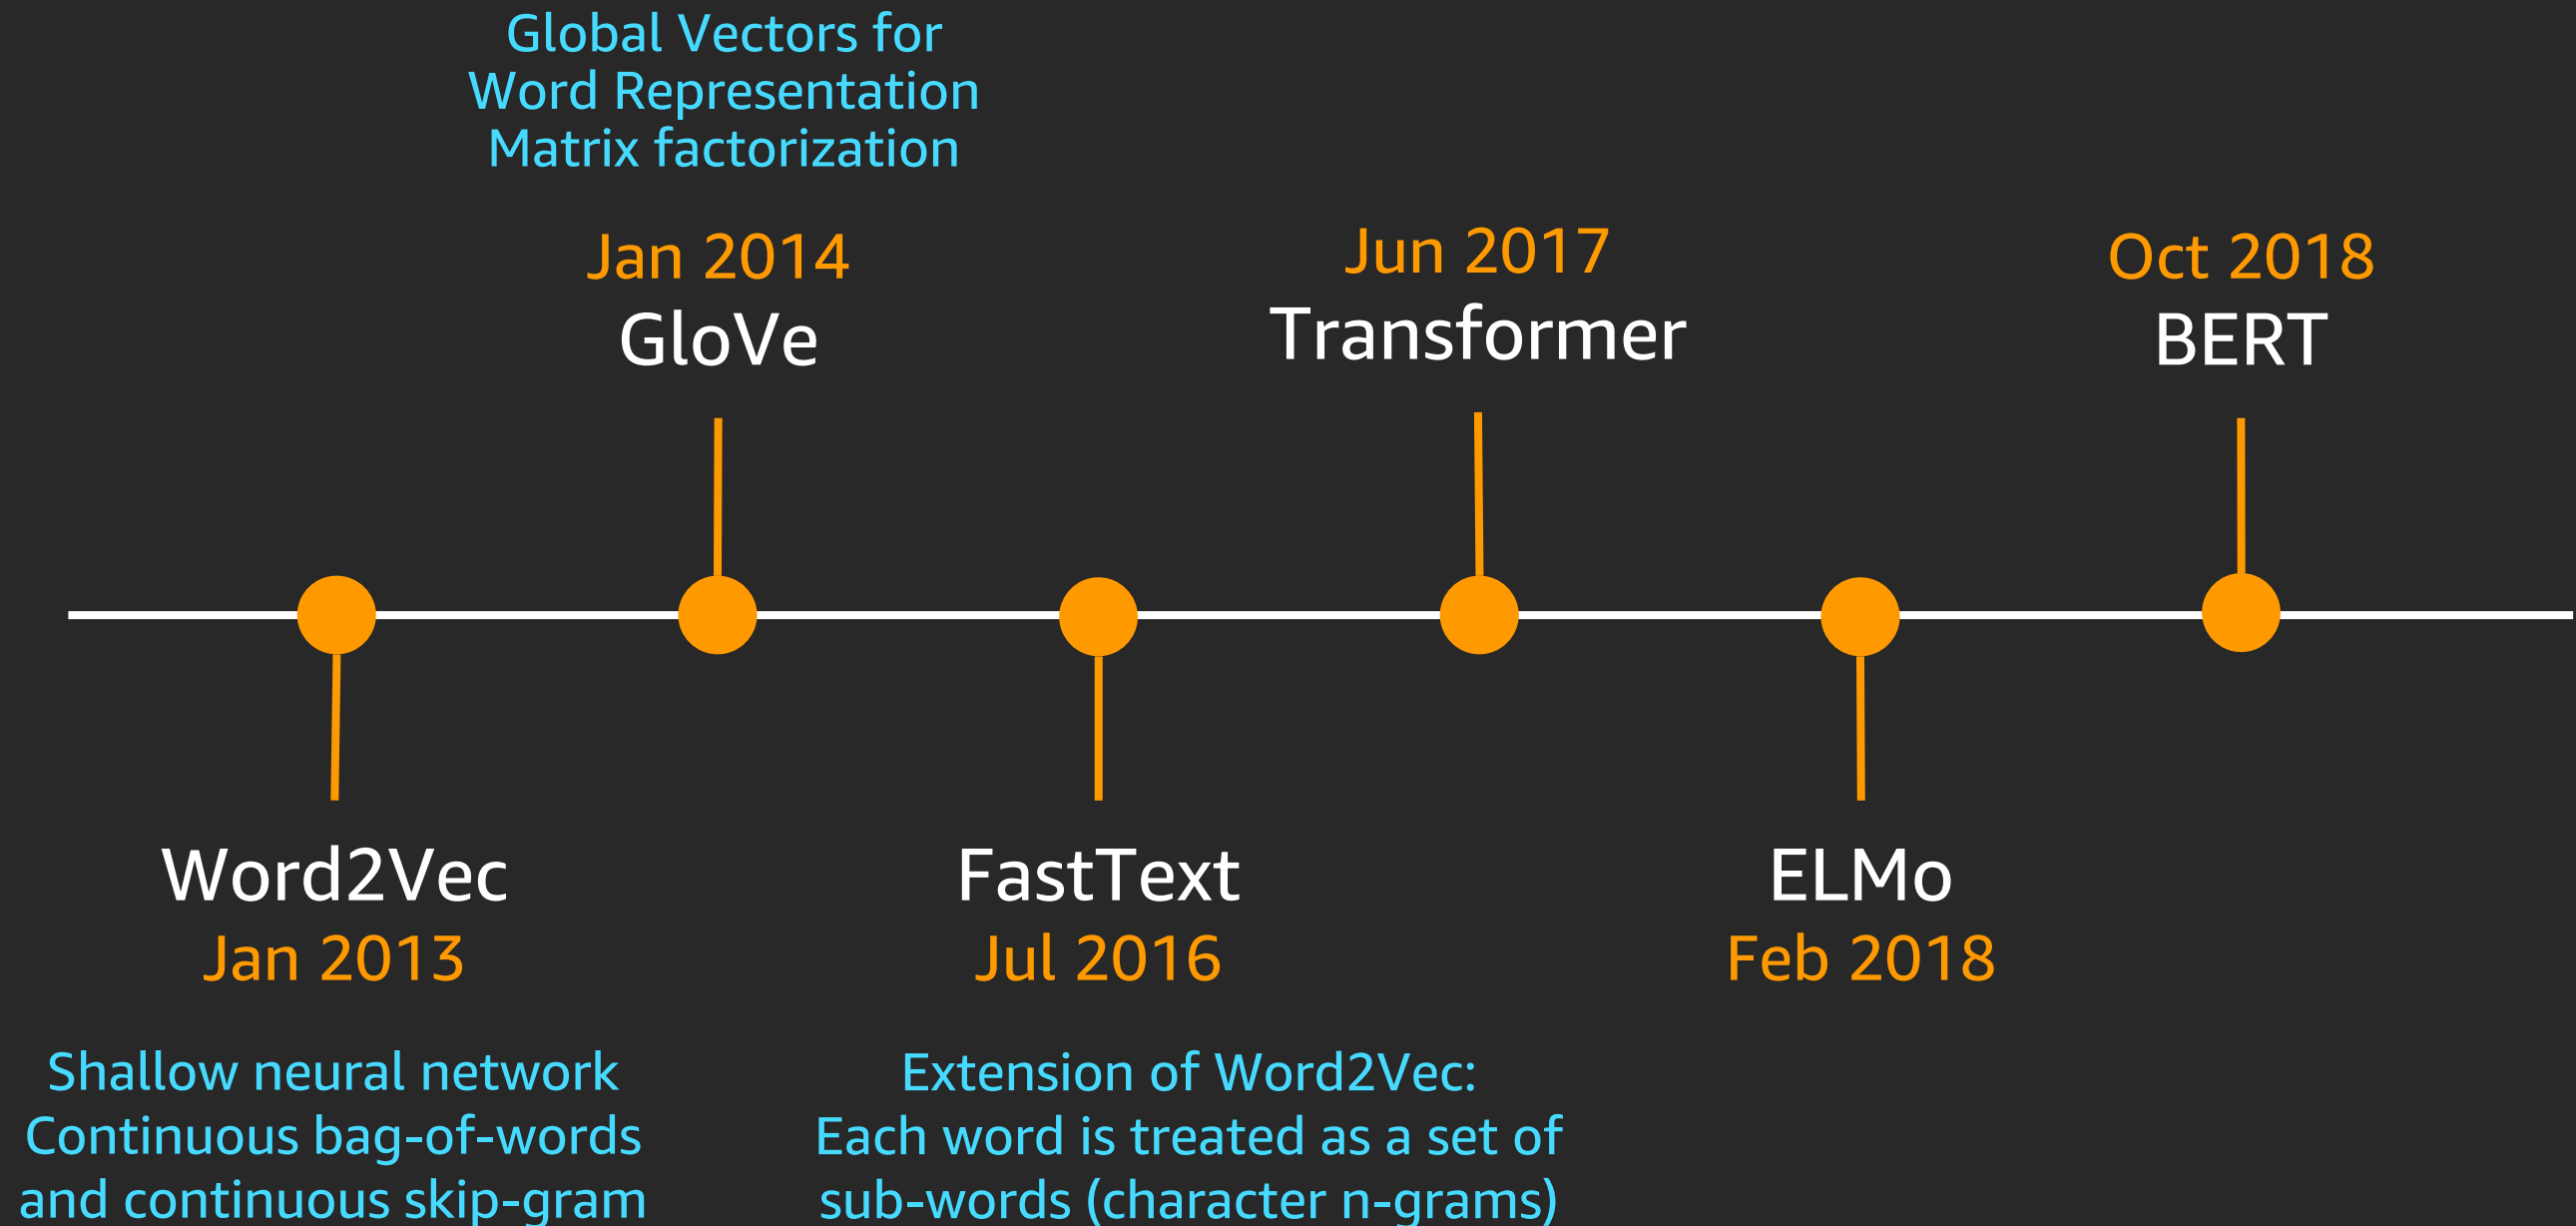 Global Vectors for
Word Representation
Matrix factorization
Jan 2014
GloVe
Jun 2017
Transformer
Oct 2018
BERT
Word2Vec
Jan 2013
Shallow neural network
Continuous bag-of-words
and continuous skip-gram
FastText
Jul 2016
Extension of Word2Vec:
Each word is treated as a set of
sub-words (character n-grams)
ELMo
Feb 2018